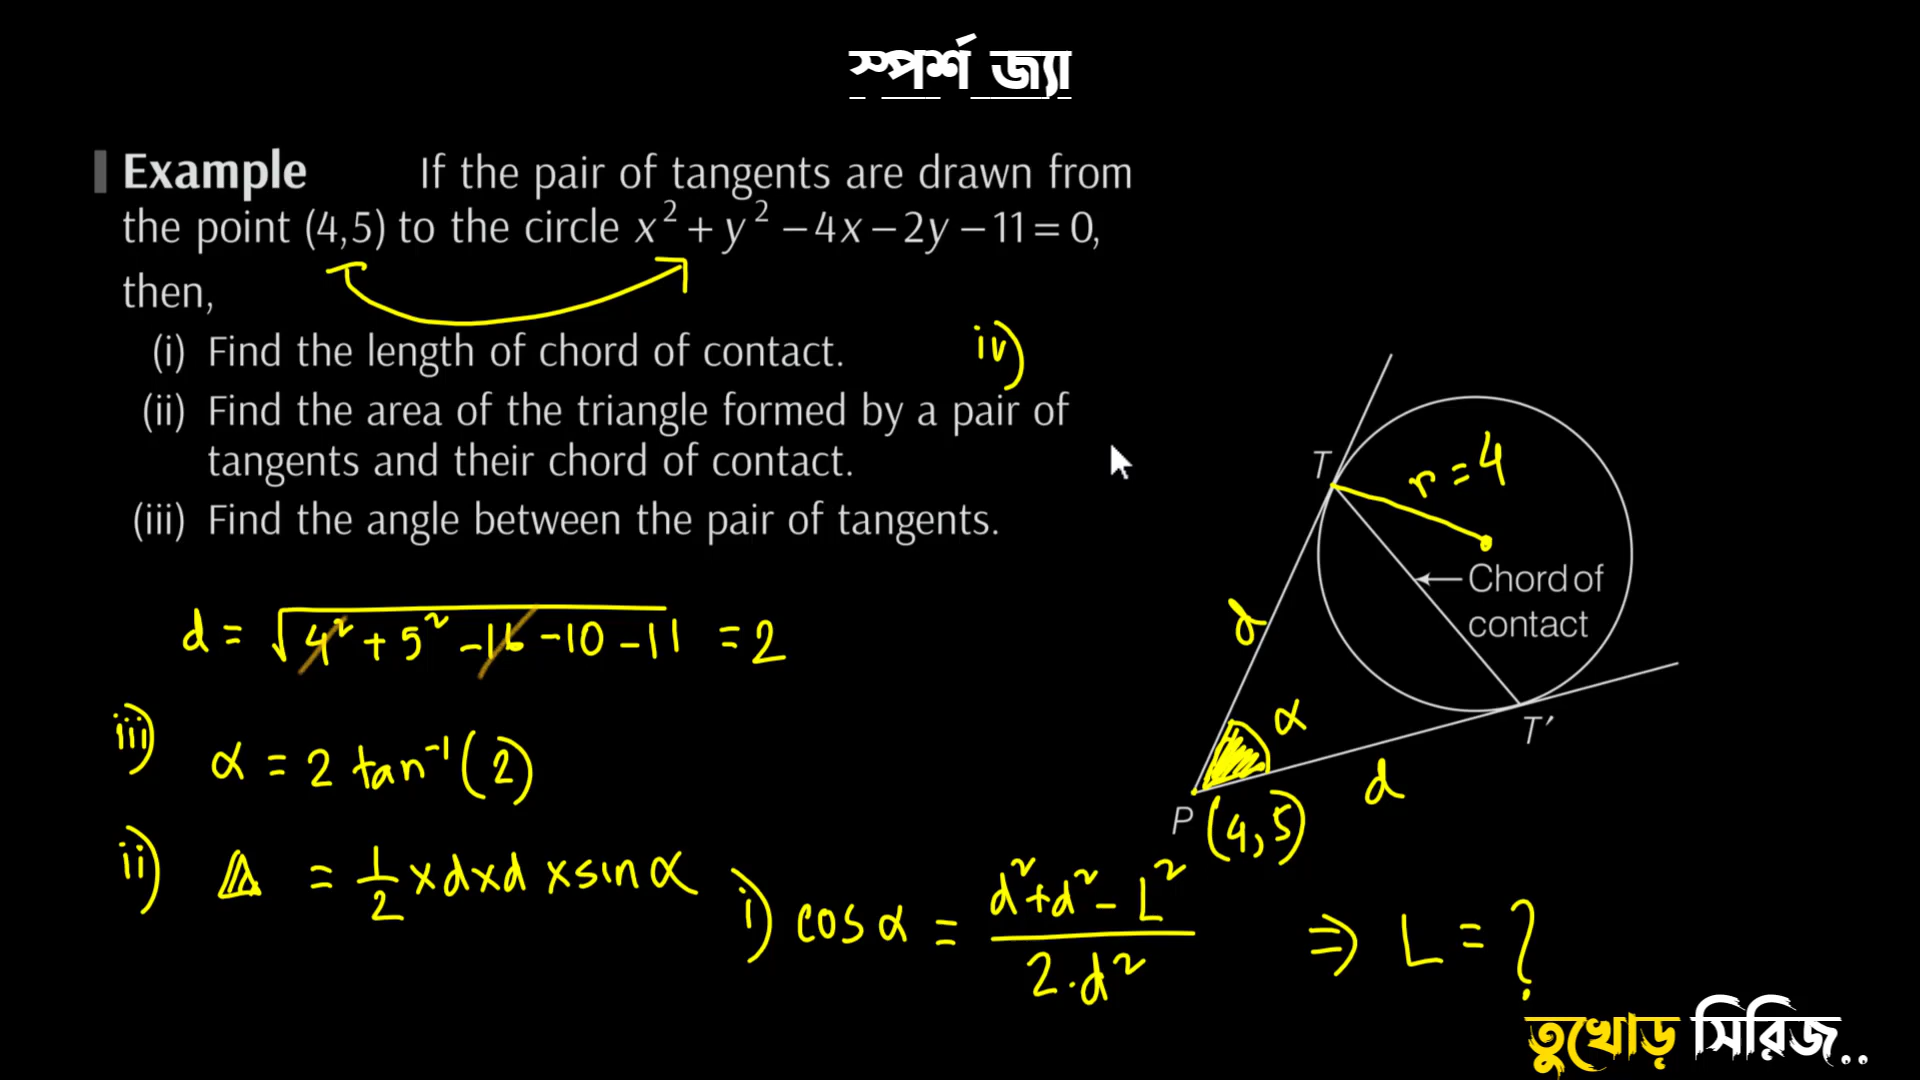 স্পর্শ জ্যা
Example If the pair of tangents are drawn from
the point (4,5) to the circle x² + y² − 4x − 2y − 11 = 0,
then,
(i) Find the length of chord of contact.
iv)
(ii) Find the area of the triangle formed by a pair of
tangents and their chord of contact.
(iii) Find the angle between the pair of tangents.
T
r = 4
Chord of
contact
d
α
T′
d
P (4,5)
d = √(4² + 5² − 16 − 10 − 11) = 2
iii) α = 2 tan⁻¹(2)
ii) Δ = 1/2 × d × d × sin α
i) cos α = (d² + d² − L²) / (2·d²) ⇒ L = ?
তুখোড় সিরিজ..